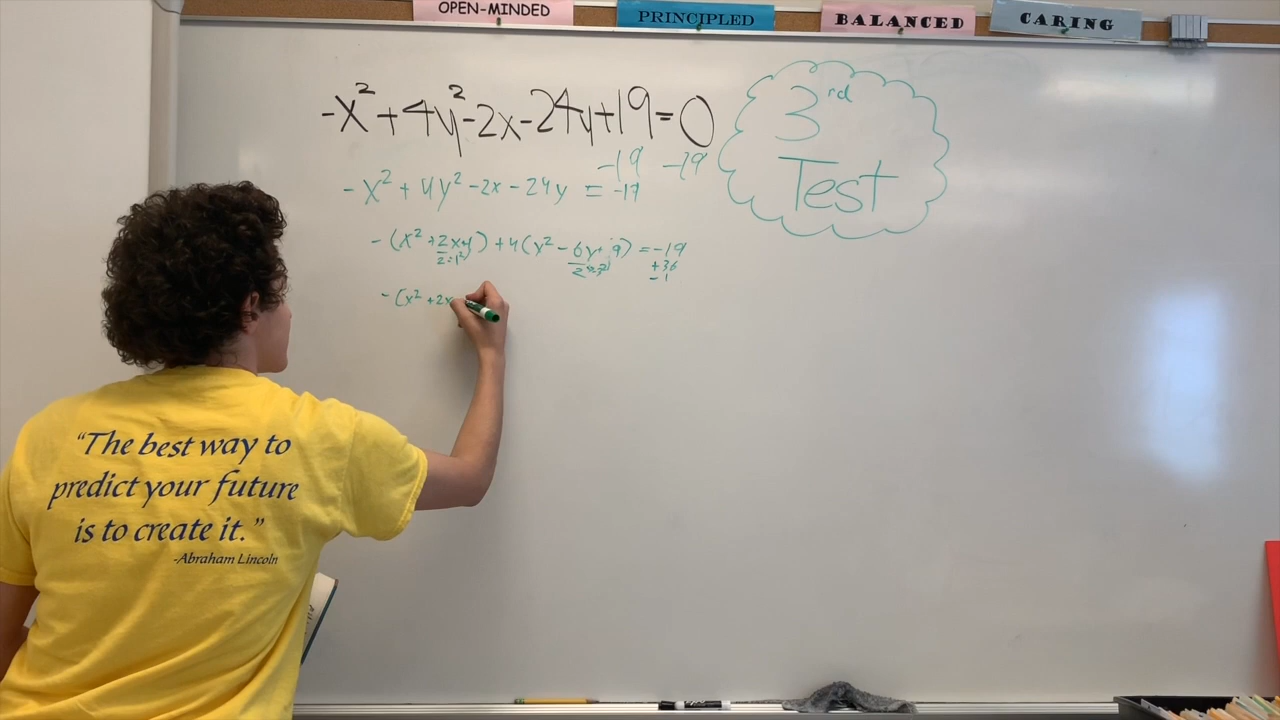 OPEN-MINDED
PRINCIPLED
BALANCED
CARING
-x²+4y²-2x-24y+19=0
-19 -19
3rd
Test
-x²+4y²-2x-24y = -19
-(x²+2x+1)+4(y²-6y+9) = -19
+36
-1
-(x²+2x
"The best way to
predict your future
is to create it."
-Abraham Lincoln